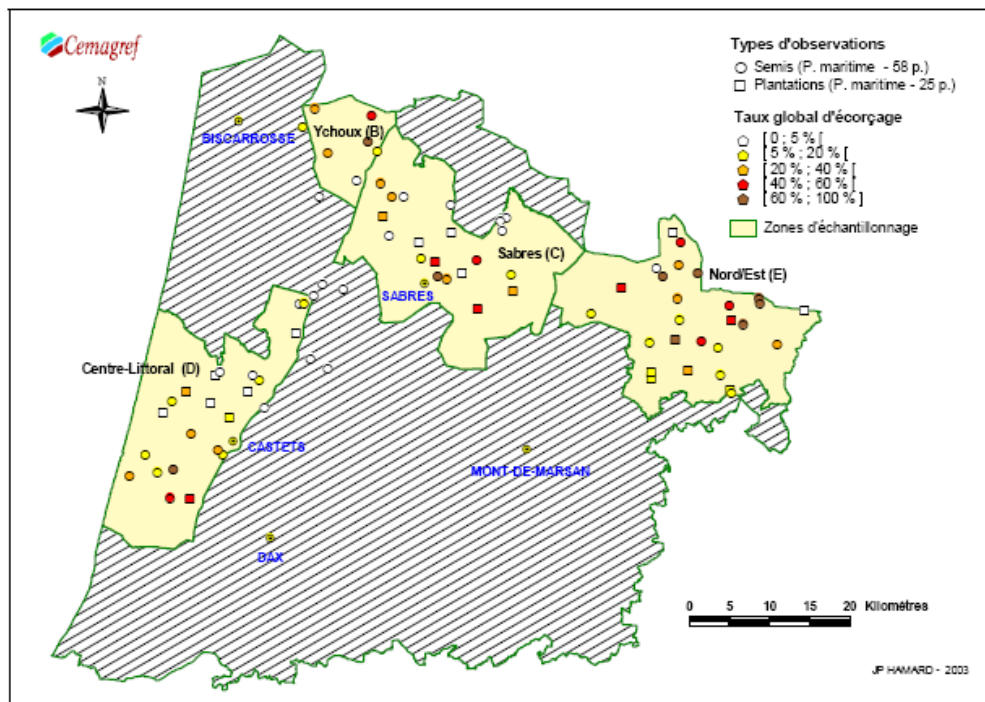 Cemagref
N
Types d'observations
Semis (P. maritime - 58 p.)
Plantations (P. maritime - 25 p.)
Taux global d'écorçage
[ 0 ; 5 % [
[ 5 % ; 20 % [
[ 20 % ; 40 % [
[ 40 % ; 60 % [
[ 60 % ; 100 % ]
Zones d'échantillonnage
Ychoux (B)
BISCARROSSE
Sabres (C)
Nord/Est (E)
SABRES
Centre-Littoral (D)
CASTETS
MONT-DE-MARSAN
DAX
0 5 10 15 20 Kilométres
JP HAMARD - 2003